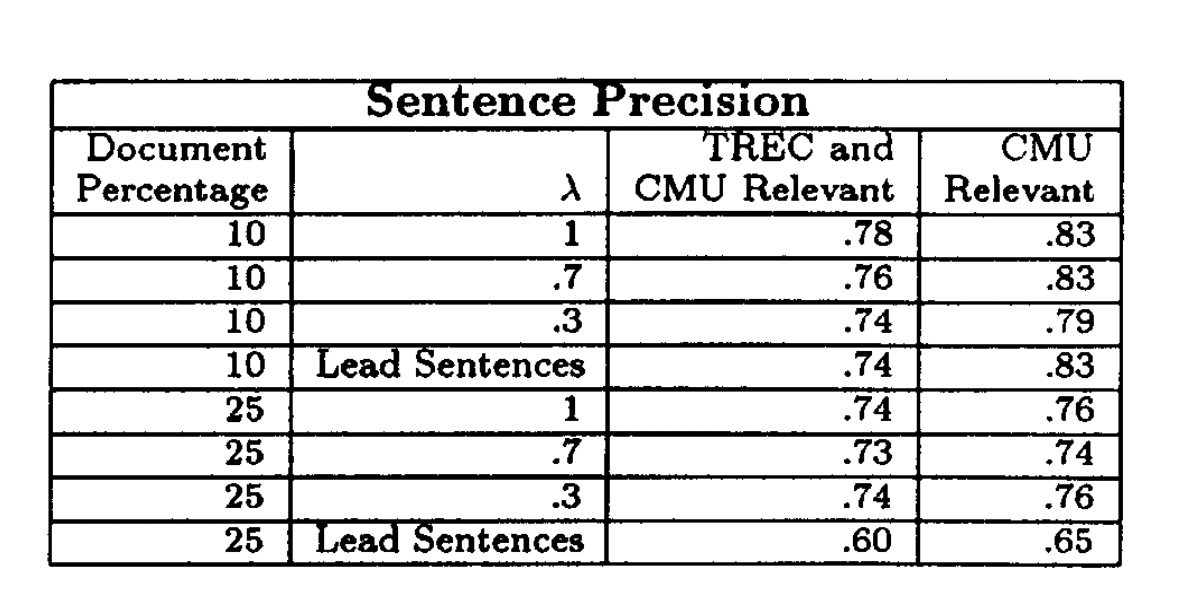 Sentence Precision
Document TREC and CMU
Percentage λ CMU Relevant Relevant
10 1 .78 .83
10 .7 .76 .83
10 .3 .74 .79
10 Lead Sentences .74 .83
25 1 .74 .76
25 .7 .73 .74
25 .3 .74 .76
25 Lead Sentences .60 .65